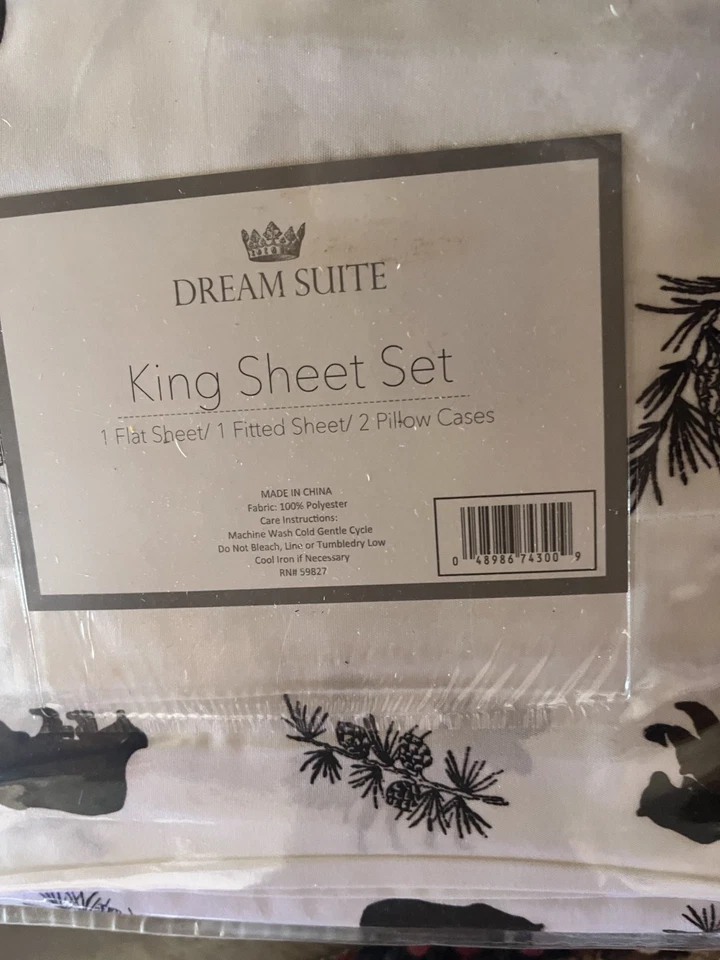 DREAM SUITE
King Sheet Set
1 Flat Sheet/ 1 Fitted Sheet/ 2 Pillow Cases
MADE IN CHINA
Fabric: 100% Polyester
Care Instructions:
Machine Wash Cold Gentle Cycle
Do Not Bleach, Line or Tumbledry Low
Cool Iron if Necessary
RN# 59827
0 48986 74300 9